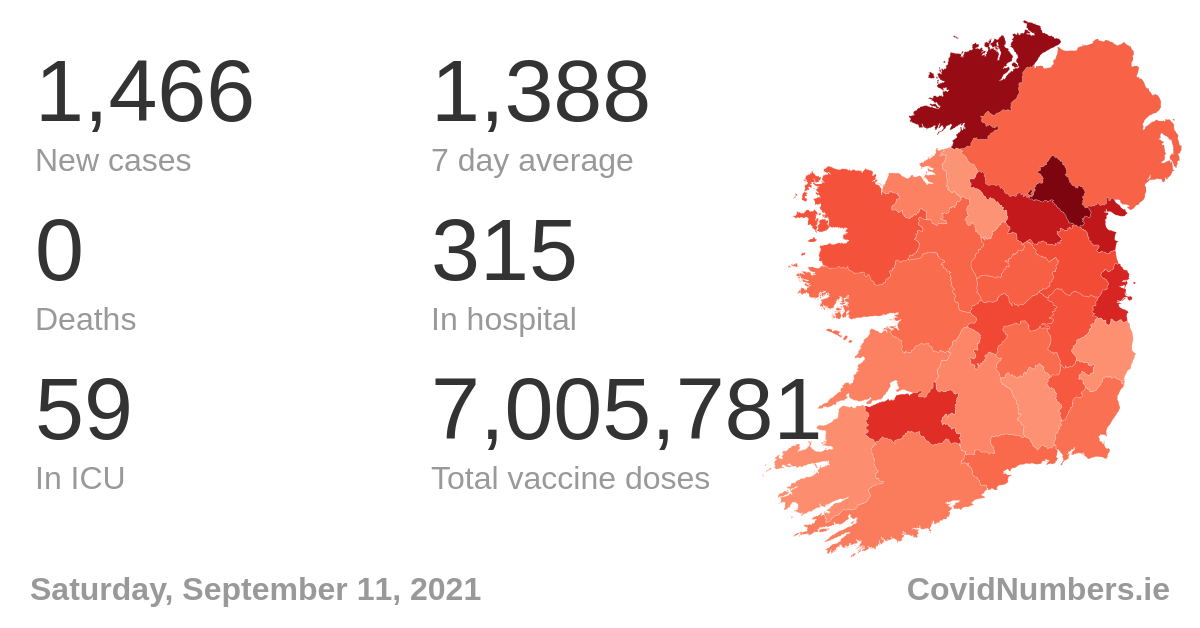 1,466 1,388
New cases 7 day average
0 315
Deaths In hospital
59 7,005,781
In ICU Total vaccine doses
Saturday, September 11, 2021 CovidNumbers.ie